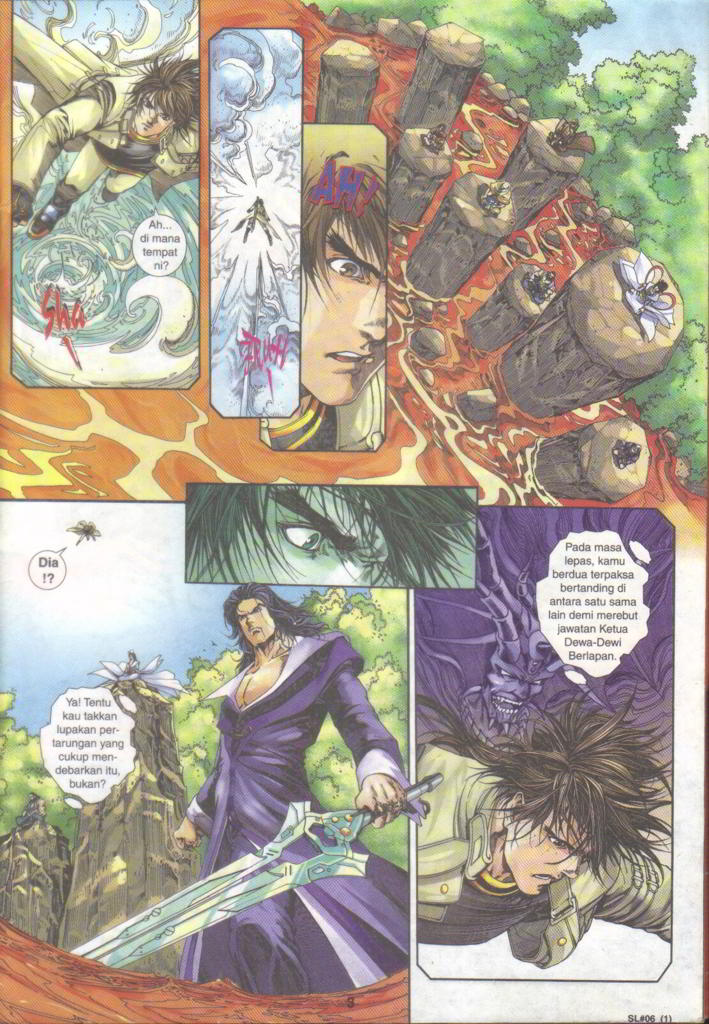 Ah...
di mana
tempat
ni?
Sha
AH!
Dia
!?
Pada masa
lepas, kamu
berdua terpaksa
bertanding di
antara satu sama
lain demi merebut
jawatan Ketua
Dewa-Dewi
Berlapan.
Ya! Tentu
kau takkan
lupakan per-
tarungan yang
cukup men-
debarkan itu,
bukan?
3
SL#06 (1)